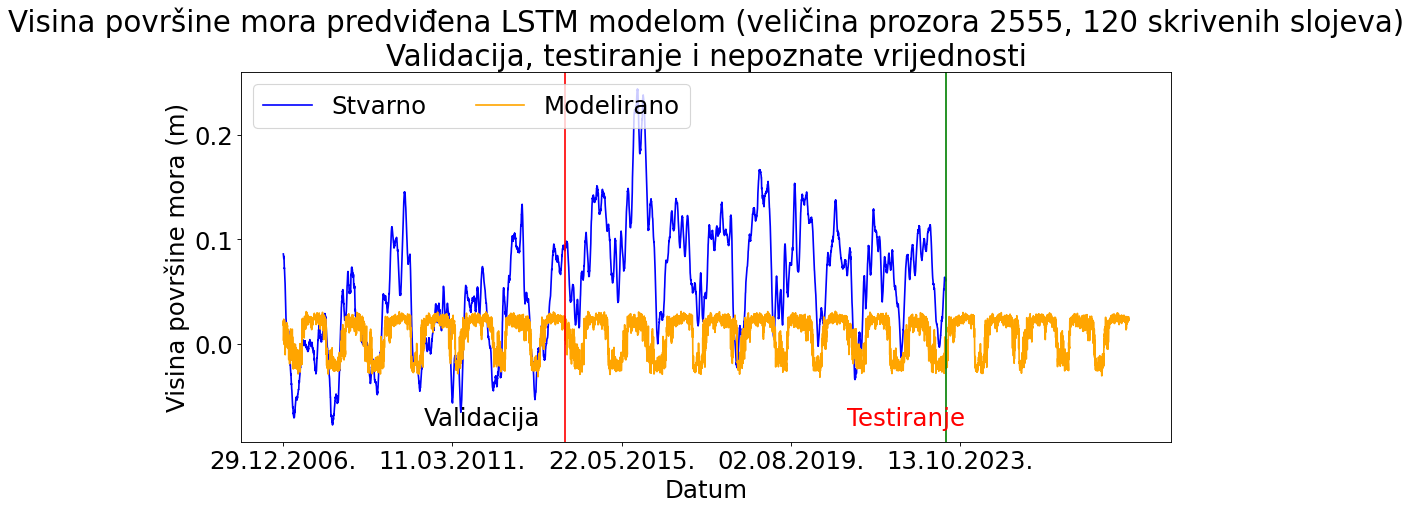 Visina površine mora predviđena LSTM modelom (veličina prozora 2555, 120 skrivenih slojeva)
Validacija, testiranje i nepoznate vrijednosti
Stvarno
Modelirano
Visina površine mora (m)
0.2
0.1
0.0
Validacija
Testiranje
29.12.2006.
11.03.2011.
22.05.2015.
02.08.2019.
13.10.2023.
Datum